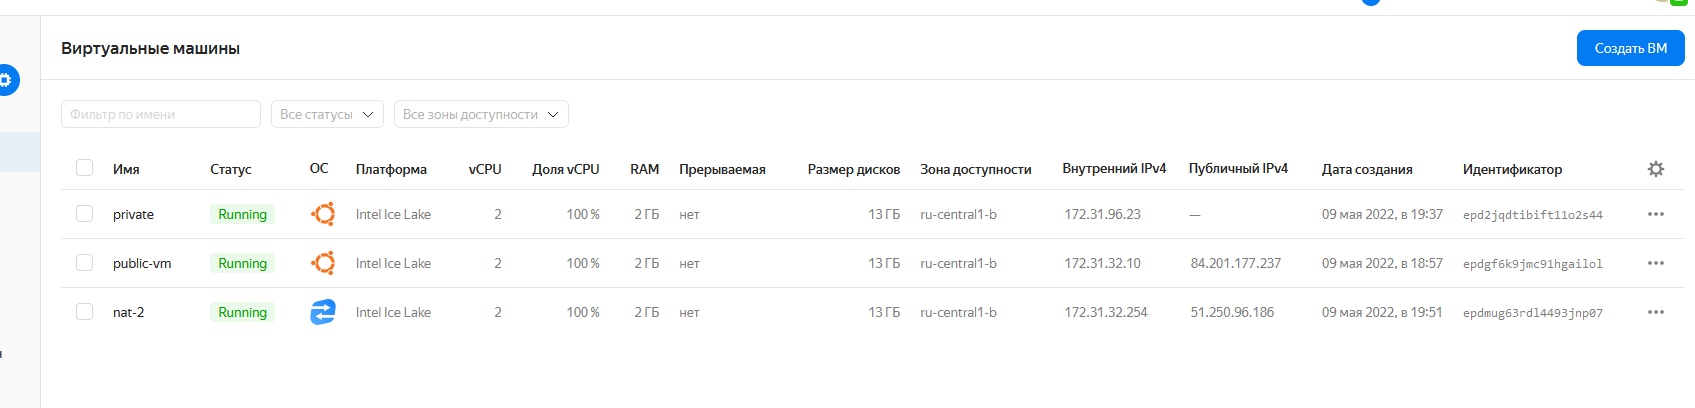 Виртуальные машины
Создать ВМ
Фильтр по имени Все статусы Все зоны доступности
Имя Статус ОС Платформа vCPU Доля vCPU RAM Прерываемая Размер дисков Зона доступности Внутренний IPv4 Публичный IPv4 Дата создания Идентификатор
private Running Intel Ice Lake 2 100 % 2 ГБ нет 13 ГБ ru-central1-b 172.31.96.23 — 09 мая 2022, в 19:37 epd2jqdtibift11o2s44
public-vm Running Intel Ice Lake 2 100 % 2 ГБ нет 13 ГБ ru-central1-b 172.31.32.10 84.201.177.237 09 мая 2022, в 18:57 epdgf6k9jmc91hgailol
nat-2 Running Intel Ice Lake 2 100 % 2 ГБ нет 13 ГБ ru-central1-b 172.31.32.254 51.250.96.186 09 мая 2022, в 19:51 epdmug63rdl4493jnp07